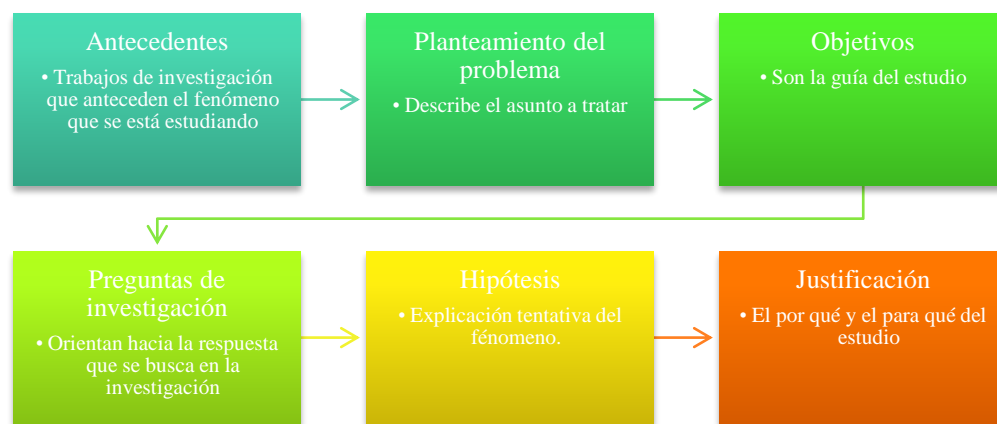 Antecedentes
• Trabajos de investigación
que anteceden el fenómeno
que se está estudiando
Planteamiento del
problema
• Describe el asunto a tratar
Objetivos
• Son la guía del estudio
Preguntas de
investigación
• Orientan hacia la respuesta
que se busca en la
investigación
Hipótesis
• Explicación tentativa del
fénomeno.
Justificación
• El por qué y el para qué del
estudio